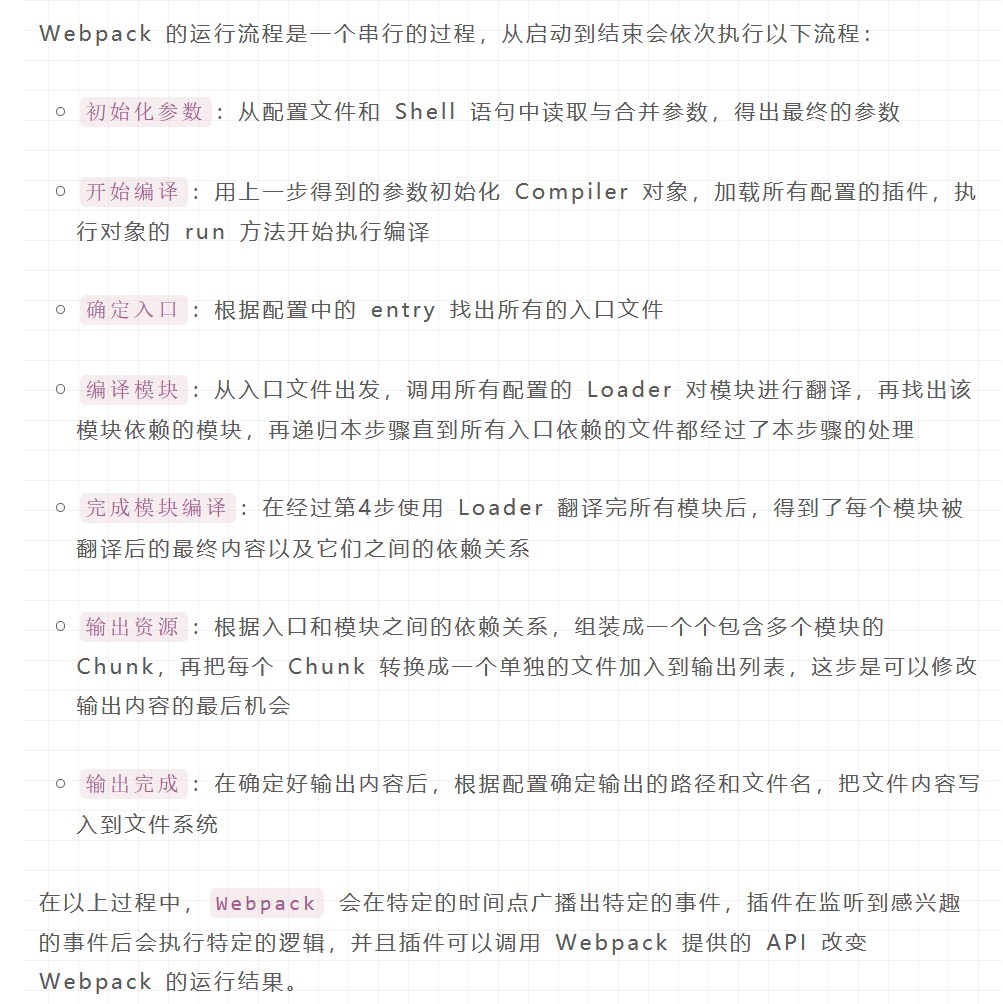 Webpack 的运行流程是一个串行的过程，从启动到结束会依次执行以下流程：
初始化参数：从配置文件和 Shell 语句中读取与合并参数，得出最终的参数
开始编译：用上一步得到的参数初始化 Compiler 对象，加载所有配置的插件，执
行对象的 run 方法开始执行编译
确定入口：根据配置中的 entry 找出所有的入口文件
编译模块：从入口文件出发，调用所有配置的 Loader 对模块进行翻译，再找出该
模块依赖的模块，再递归本步骤直到所有入口依赖的文件都经过了本步骤的处理
完成模块编译：在经过第4步使用 Loader 翻译完所有模块后，得到了每个模块被
翻译后的最终内容以及它们之间的依赖关系
输出资源：根据入口和模块之间的依赖关系，组装成一个个包含多个模块的
Chunk，再把每个 Chunk 转换成一个单独的文件加入到输出列表，这步是可以修改
输出内容的最后机会
输出完成：在确定好输出内容后，根据配置确定输出的路径和文件名，把文件内容写
入到文件系统
在以上过程中，Webpack 会在特定的时间点广播出特定的事件，插件在监听到感兴趣
的事件后会执行特定的逻辑，并且插件可以调用 Webpack 提供的 API 改变
Webpack 的运行结果。